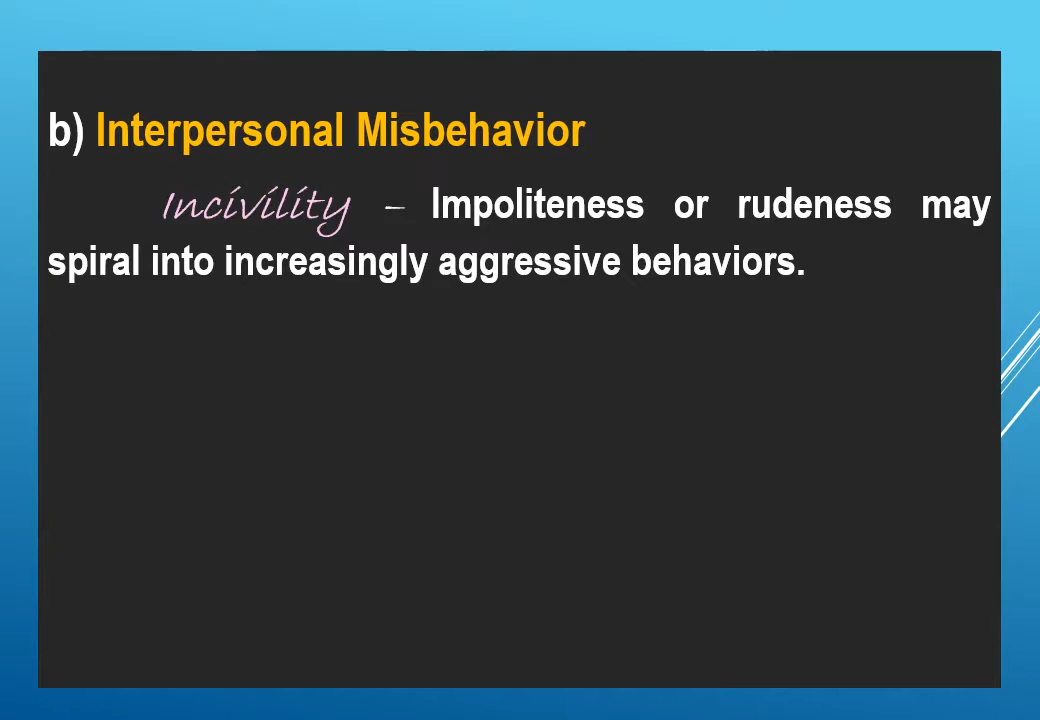 b) Interpersonal Misbehavior
Incivility – Impoliteness or rudeness may
spiral into increasingly aggressive behaviors.